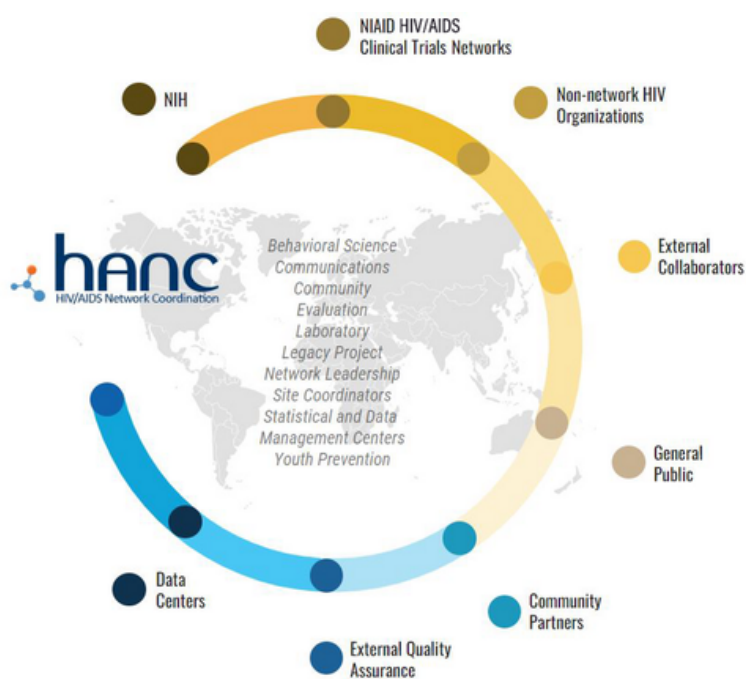 NIAID HIV/AIDS
Clinical Trials Networks
NIH
Non-network HIV
Organizations
External
Collaborators
hanc
HIV/AIDS Network Coordination
Behavioral Science
Communications
Community
Evaluation
Laboratory
Legacy Project
Network Leadership
Site Coordinators
Statistical and Data
Management Centers
Youth Prevention
General
Public
Data
Centers
Community
Partners
External Quality
Assurance